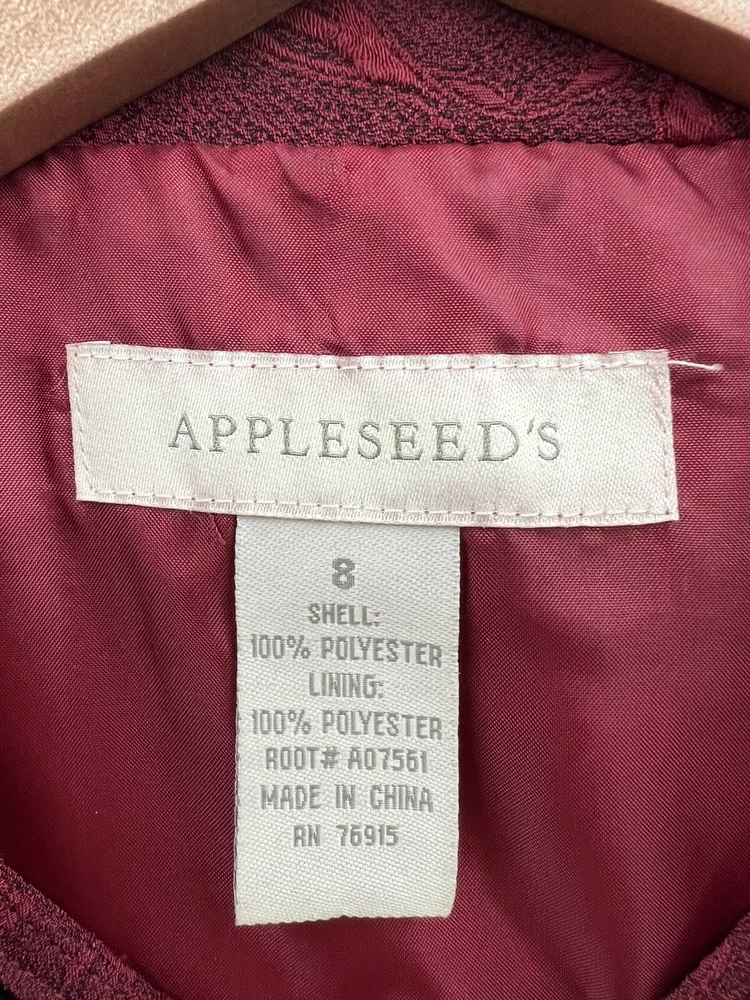 APPLESEED'S
8
SHELL:
100% POLYESTER
LINING:
100% POLYESTER
ROOT# A07561
MADE IN CHINA
RN 76915